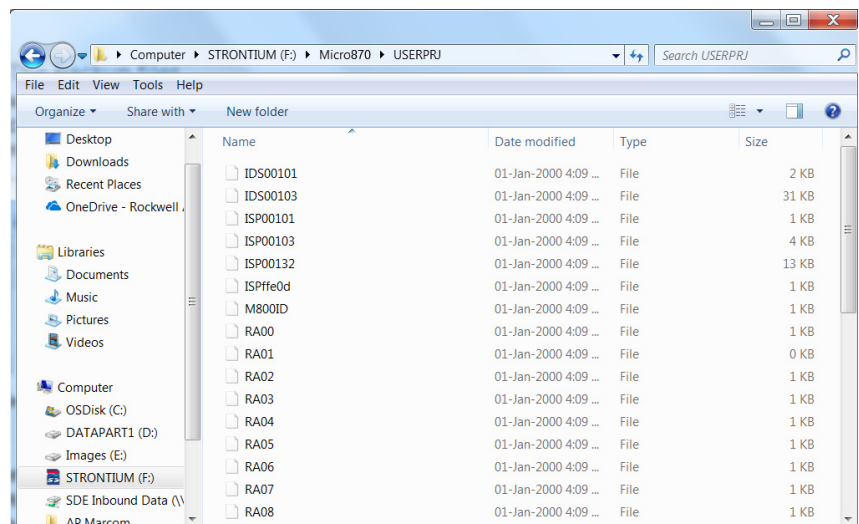 Computer ▸ STRONTIUM (F:) ▸ Micro870 ▸ USERPRJ
Search USERPRJ
File Edit View Tools Help
Organize Share with New folder
Desktop
Downloads
Recent Places
OneDrive - Rockwell
Libraries
Documents
Music
Pictures
Videos
Computer
OSDisk (C:)
DATAPART1 (D:)
Images (E:)
STRONTIUM (F:)
SDE Inbound Data (\\
AP Marcom
Name Date modified Type Size
IDS00101 01-Jan-2000 4:09 ... File 2 KB
IDS00103 01-Jan-2000 4:09 ... File 31 KB
ISP00101 01-Jan-2000 4:09 ... File 1 KB
ISP00103 01-Jan-2000 4:09 ... File 4 KB
ISP00132 01-Jan-2000 4:09 ... File 13 KB
ISPffe0d 01-Jan-2000 4:09 ... File 1 KB
M800ID 01-Jan-2000 4:09 ... File 1 KB
RA00 01-Jan-2000 4:09 ... File 1 KB
RA01 01-Jan-2000 4:09 ... File 0 KB
RA02 01-Jan-2000 4:09 ... File 1 KB
RA03 01-Jan-2000 4:09 ... File 1 KB
RA04 01-Jan-2000 4:09 ... File 1 KB
RA05 01-Jan-2000 4:09 ... File 1 KB
RA06 01-Jan-2000 4:09 ... File 1 KB
RA07 01-Jan-2000 4:09 ... File 1 KB
RA08 01-Jan-2000 4:09 ... File 1 KB